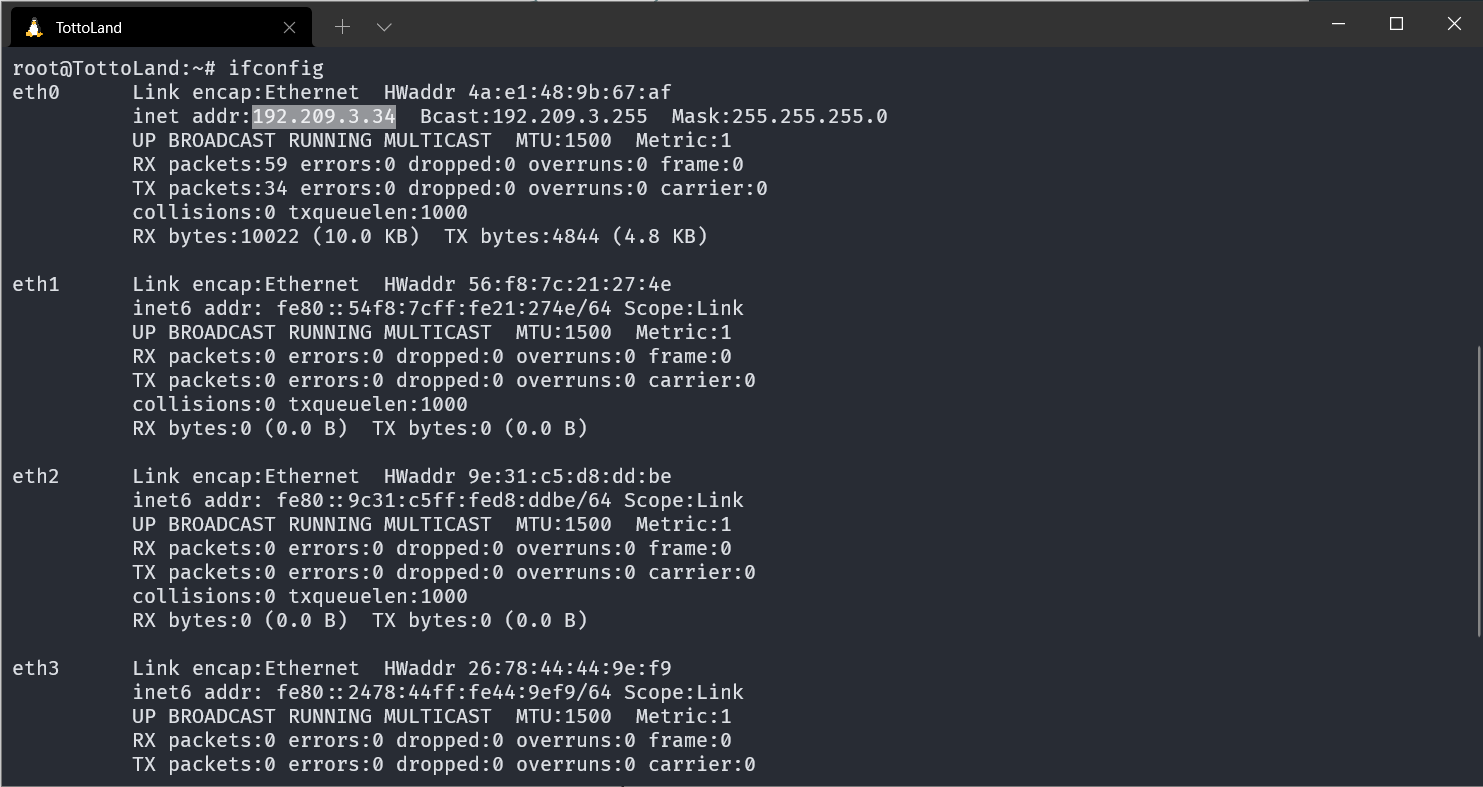 TottoLand
root@TottoLand:~# ifconfig
eth0      Link encap:Ethernet  HWaddr 4a:e1:48:9b:67:af
          inet addr:192.209.3.34  Bcast:192.209.3.255  Mask:255.255.255.0
          UP BROADCAST RUNNING MULTICAST  MTU:1500  Metric:1
          RX packets:59 errors:0 dropped:0 overruns:0 frame:0
          TX packets:34 errors:0 dropped:0 overruns:0 carrier:0
          collisions:0 txqueuelen:1000
          RX bytes:10022 (10.0 KB)  TX bytes:4844 (4.8 KB)

eth1      Link encap:Ethernet  HWaddr 56:f8:7c:21:27:4e
          inet6 addr: fe80::54f8:7cff:fe21:274e/64 Scope:Link
          UP BROADCAST RUNNING MULTICAST  MTU:1500  Metric:1
          RX packets:0 errors:0 dropped:0 overruns:0 frame:0
          TX packets:0 errors:0 dropped:0 overruns:0 carrier:0
          collisions:0 txqueuelen:1000
          RX bytes:0 (0.0 B)  TX bytes:0 (0.0 B)

eth2      Link encap:Ethernet  HWaddr 9e:31:c5:d8:dd:be
          inet6 addr: fe80::9c31:c5ff:fed8:ddbe/64 Scope:Link
          UP BROADCAST RUNNING MULTICAST  MTU:1500  Metric:1
          RX packets:0 errors:0 dropped:0 overruns:0 frame:0
          TX packets:0 errors:0 dropped:0 overruns:0 carrier:0
          collisions:0 txqueuelen:1000
          RX bytes:0 (0.0 B)  TX bytes:0 (0.0 B)

eth3      Link encap:Ethernet  HWaddr 26:78:44:44:9e:f9
          inet6 addr: fe80::2478:44ff:fe44:9ef9/64 Scope:Link
          UP BROADCAST RUNNING MULTICAST  MTU:1500  Metric:1
          RX packets:0 errors:0 dropped:0 overruns:0 frame:0
          TX packets:0 errors:0 dropped:0 overruns:0 carrier:0